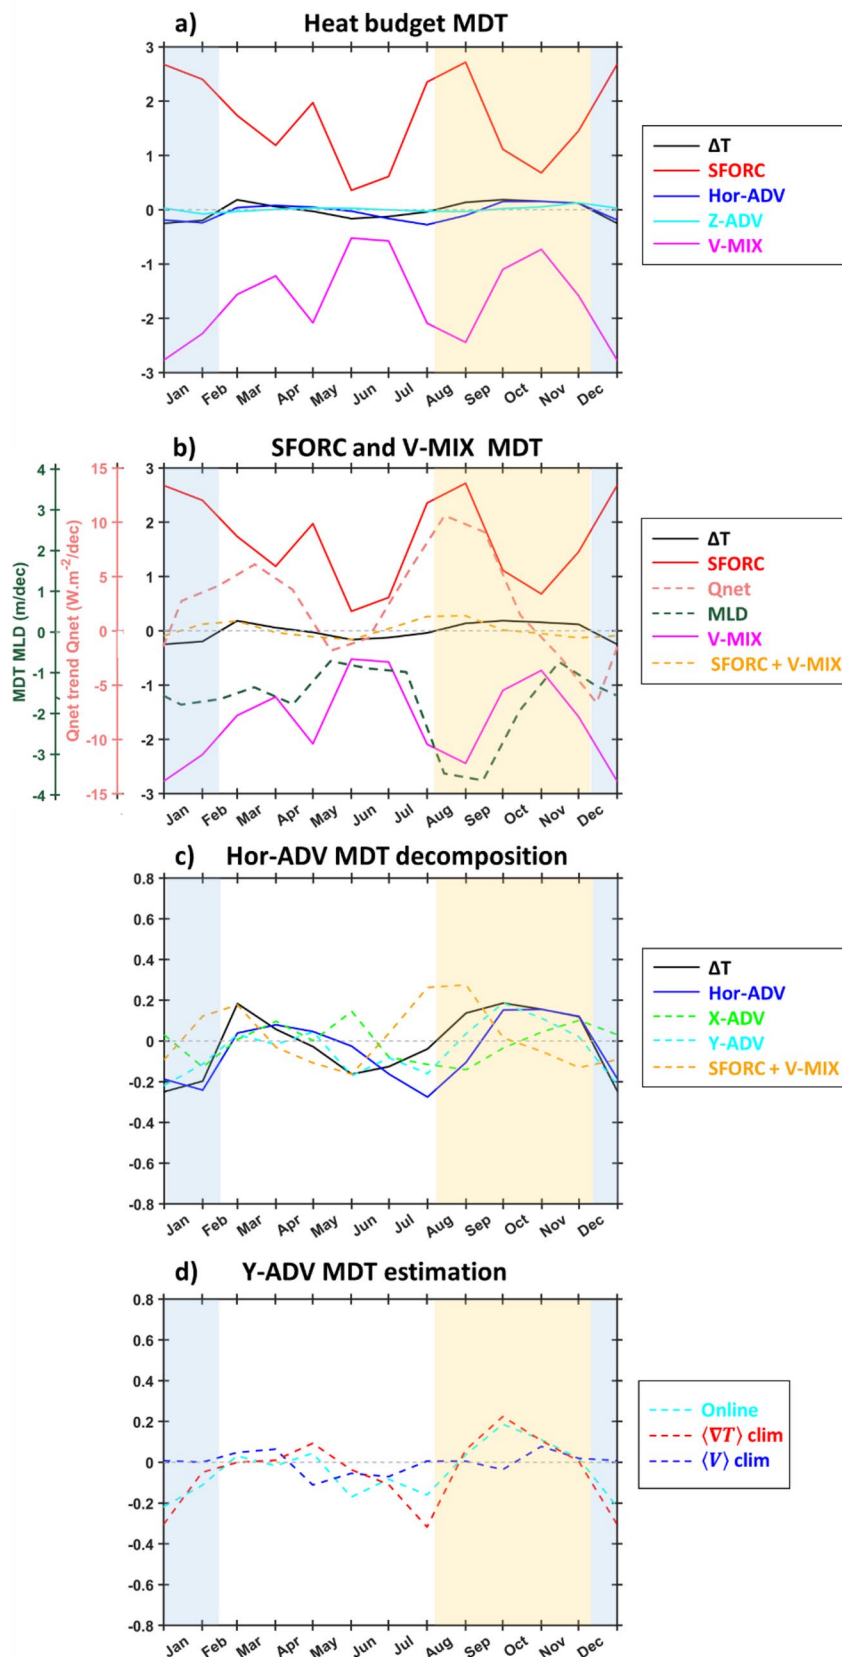 a) Heat budget MDT
3
2
1
0
-1
-2
-3
Jan Feb Mar Apr May Jun Jul Aug Sep Oct Nov Dec
ΔT
SFORC
Hor-ADV
Z-ADV
V-MIX
b) SFORC and V-MIX MDT
MDT MLD (m/dec)
4
3
2
1
0
-1
-2
-3
-4
Qnet trend Qnet (W.m⁻²/dec)
15
10
5
0
-5
-10
-15
3
2
1
0
-1
-2
-3
Jan Feb Mar Apr May Jun Jul Aug Sep Oct Nov Dec
ΔT
SFORC
Qnet
MLD
V-MIX
SFORC + V-MIX
c) Hor-ADV MDT decomposition
0.8
0.6
0.4
0.2
0
-0.2
-0.4
-0.6
-0.8
Jan Feb Mar Apr May Jun Jul Aug Sep Oct Nov Dec
ΔT
Hor-ADV
X-ADV
Y-ADV
SFORC + V-MIX
d) Y-ADV MDT estimation
0.8
0.6
0.4
0.2
0
-0.2
-0.4
-0.6
-0.8
Jan Feb Mar Apr May Jun Jul Aug Sep Oct Nov Dec
Online
⟨∇T⟩ clim
⟨V⟩ clim